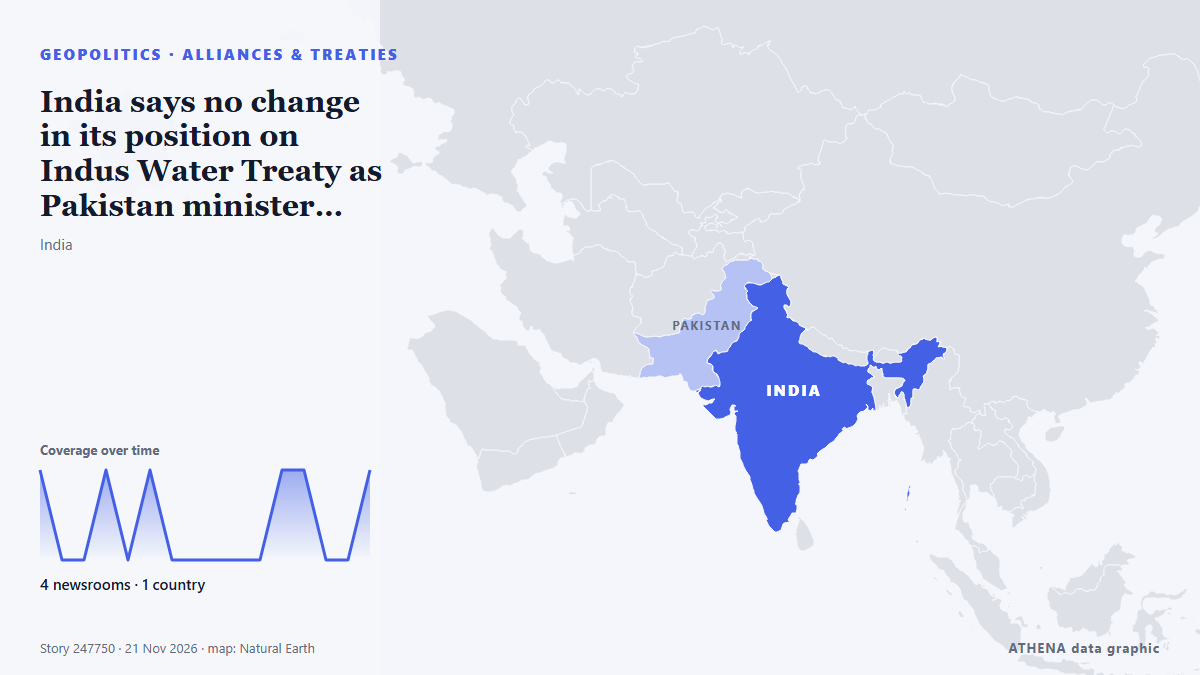 GEOPOLITICS · ALLIANCES & TREATIES
India says no change
in its position on
Indus Water Treaty as
Pakistan minister...
India
PAKISTAN
INDIA
Coverage over time
4 newsrooms · 1 country
Story 247750 · 21 Nov 2026 · map: Natural Earth
ATHENA data graphic